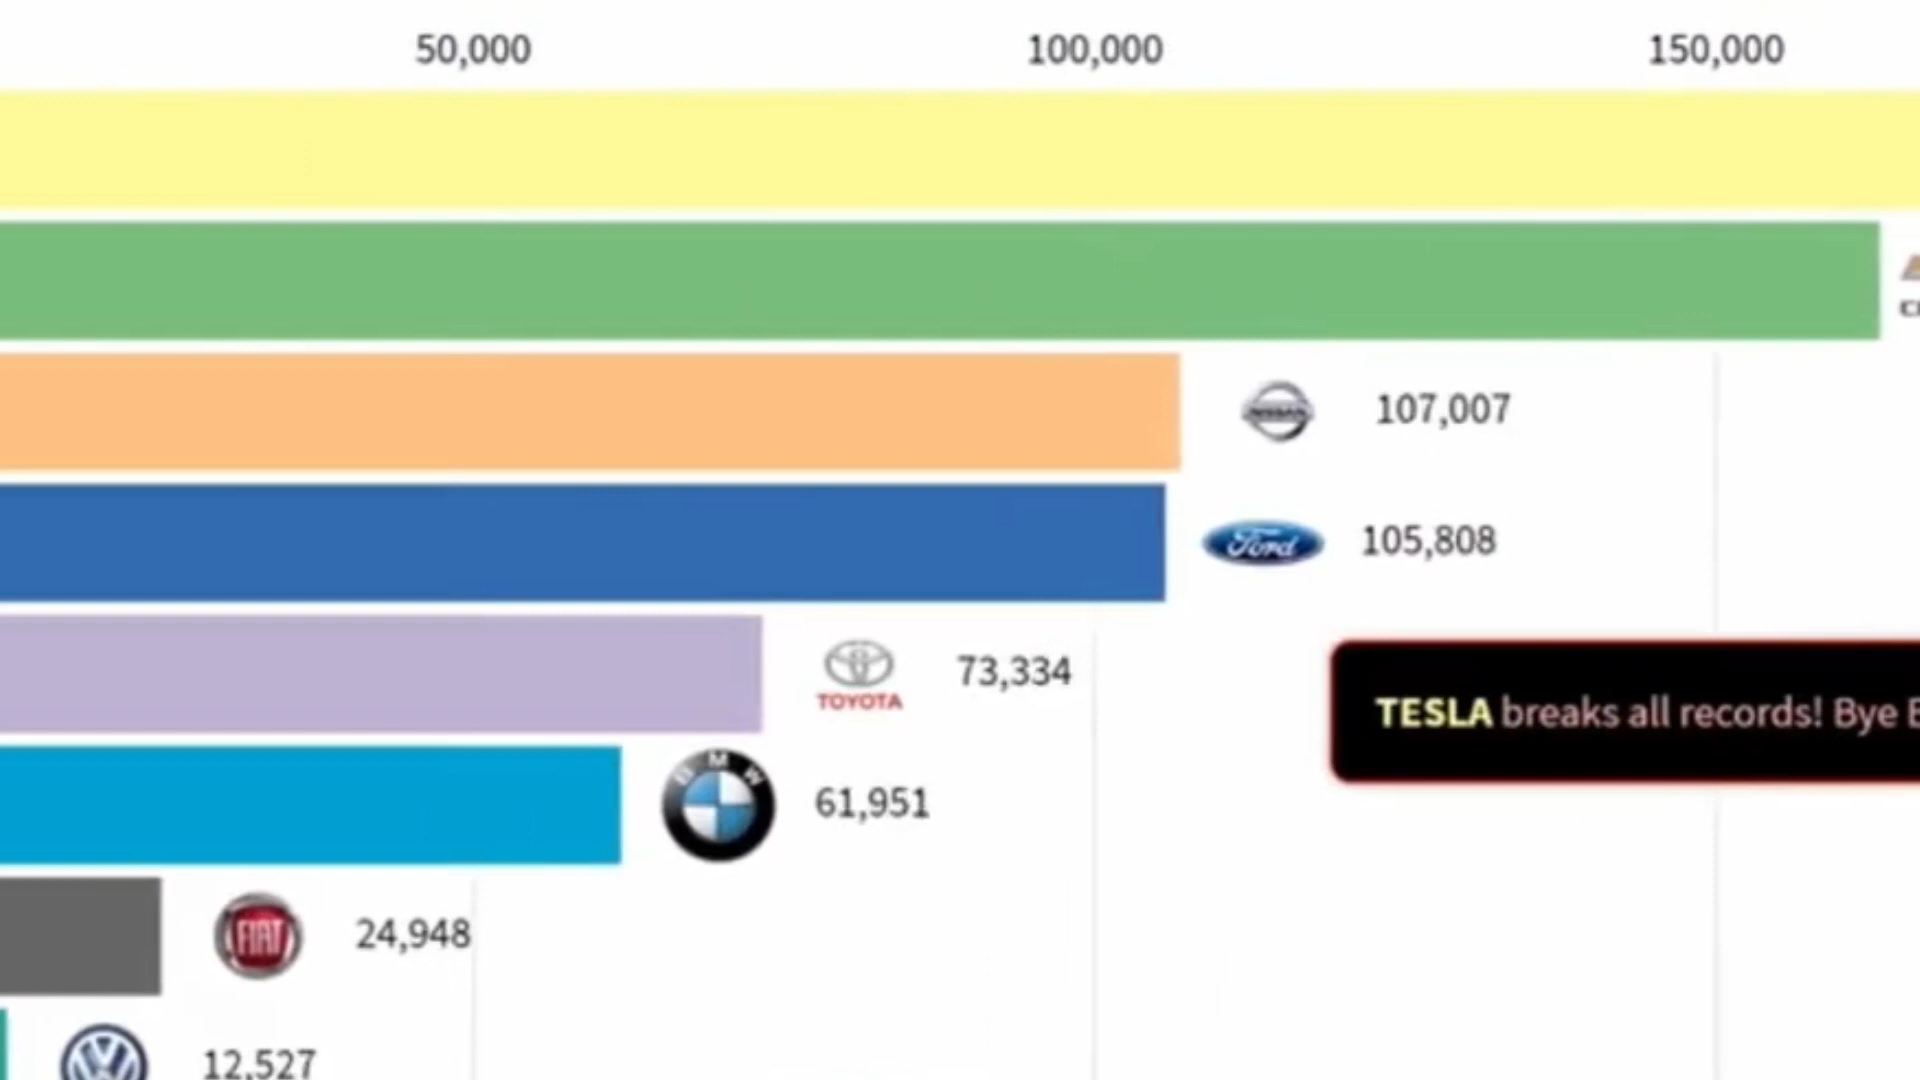 50,000 100,000 150,000
NISSAN 107,007
Ford 105,808
TOYOTA 73,334
TESLA breaks all records! Bye
BMW 61,951
FIAT 24,948
12,527